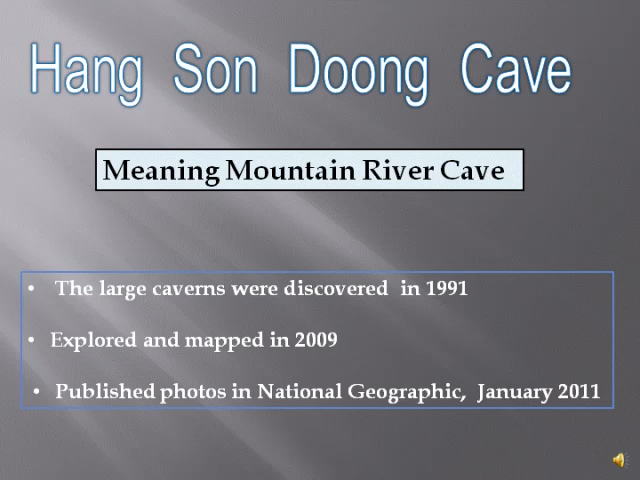 Hang Son Doong Cave
Meaning Mountain River Cave
• The large caverns were discovered in 1991
• Explored and mapped in 2009
• Published photos in National Geographic, January 2011